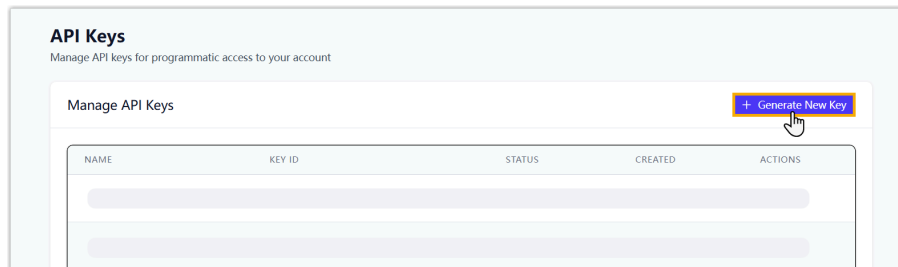 API Keys
Manage API keys for programmatic access to your account
Manage API Keys
+ Generate New Key
NAME KEY ID STATUS CREATED ACTIONS